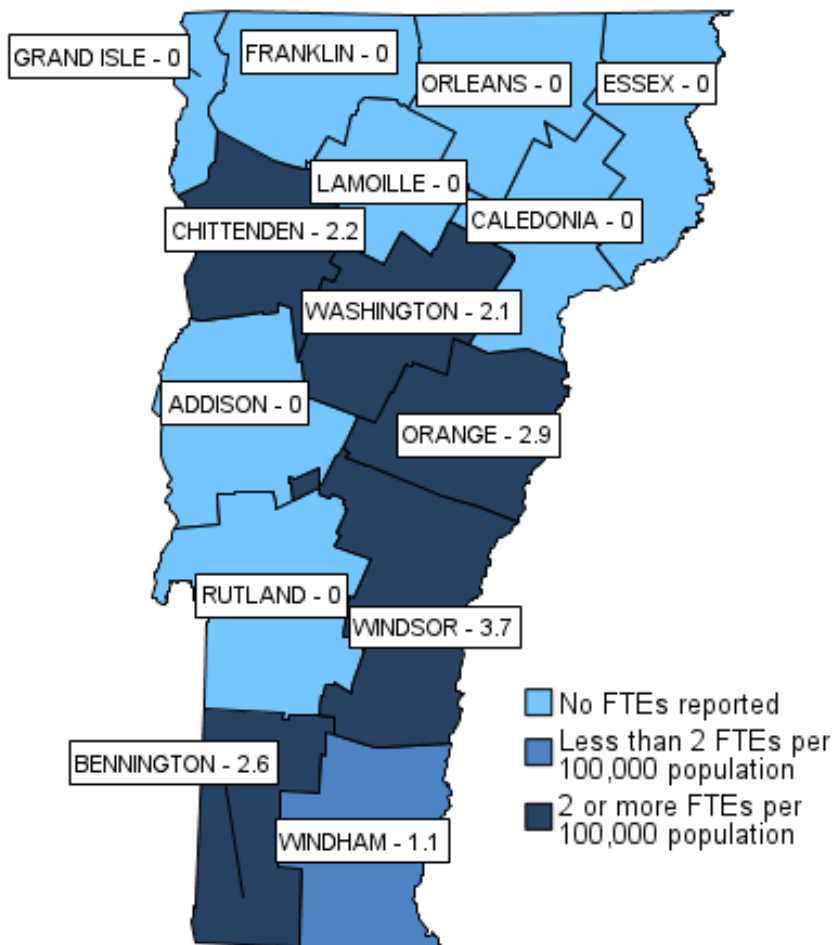 GRAND ISLE - 0
FRANKLIN - 0
ORLEANS - 0
ESSEX - 0
LAMOILLE - 0
CHITTENDEN - 2.2
CALEDONIA - 0
WASHINGTON - 2.1
ADDISON - 0
ORANGE - 2.9
RUTLAND - 0
WINDSOR - 3.7
BENNINGTON - 2.6
WINDHAM - 1.1
No FTEs reported
Less than 2 FTEs per
100,000 population
2 or more FTEs per
100,000 population